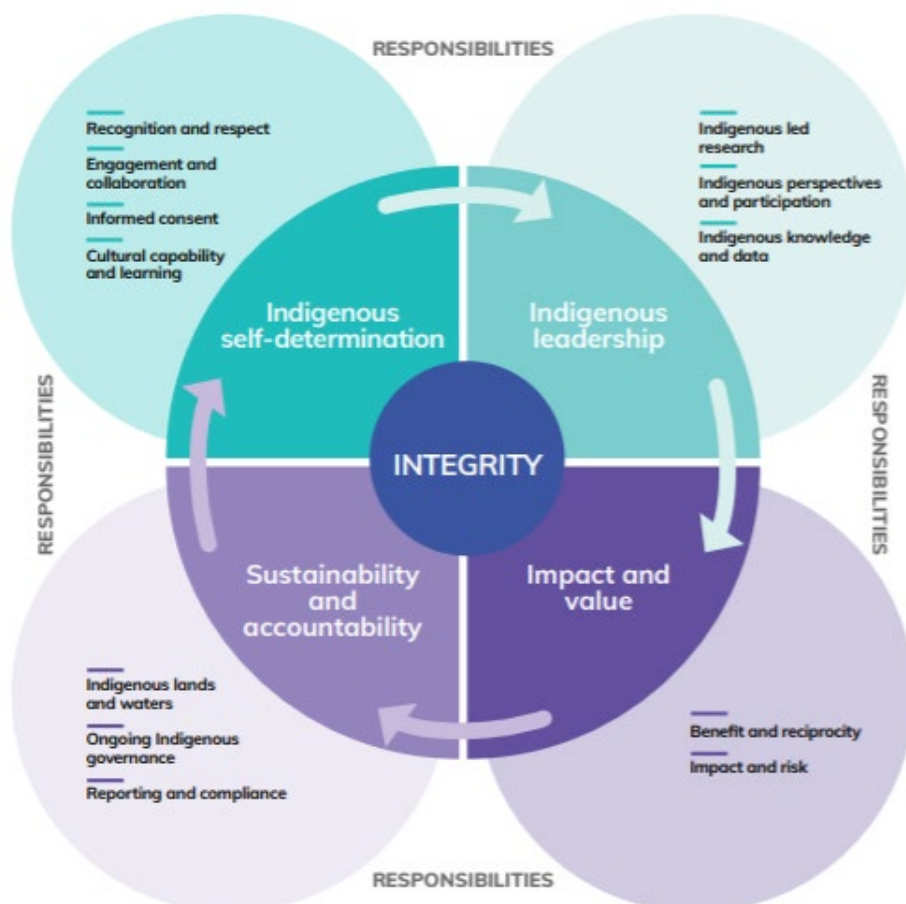 RESPONSIBILITIES
Recognition and respect
Engagement and
collaboration
Informed consent
Cultural capability
and learning
Indigenous led
research
Indigenous perspectives
and participation
Indigenous knowledge
and data
Indigenous
self-determination
Indigenous
leadership
RESPONSIBILITIES
RESPONSIBILITIES
INTEGRITY
Sustainability
and
accountability
Impact and
value
Indigenous lands
and waters
Ongoing Indigenous
governance
Reporting and compliance
Benefit and reciprocity
Impact and risk
RESPONSIBILITIES